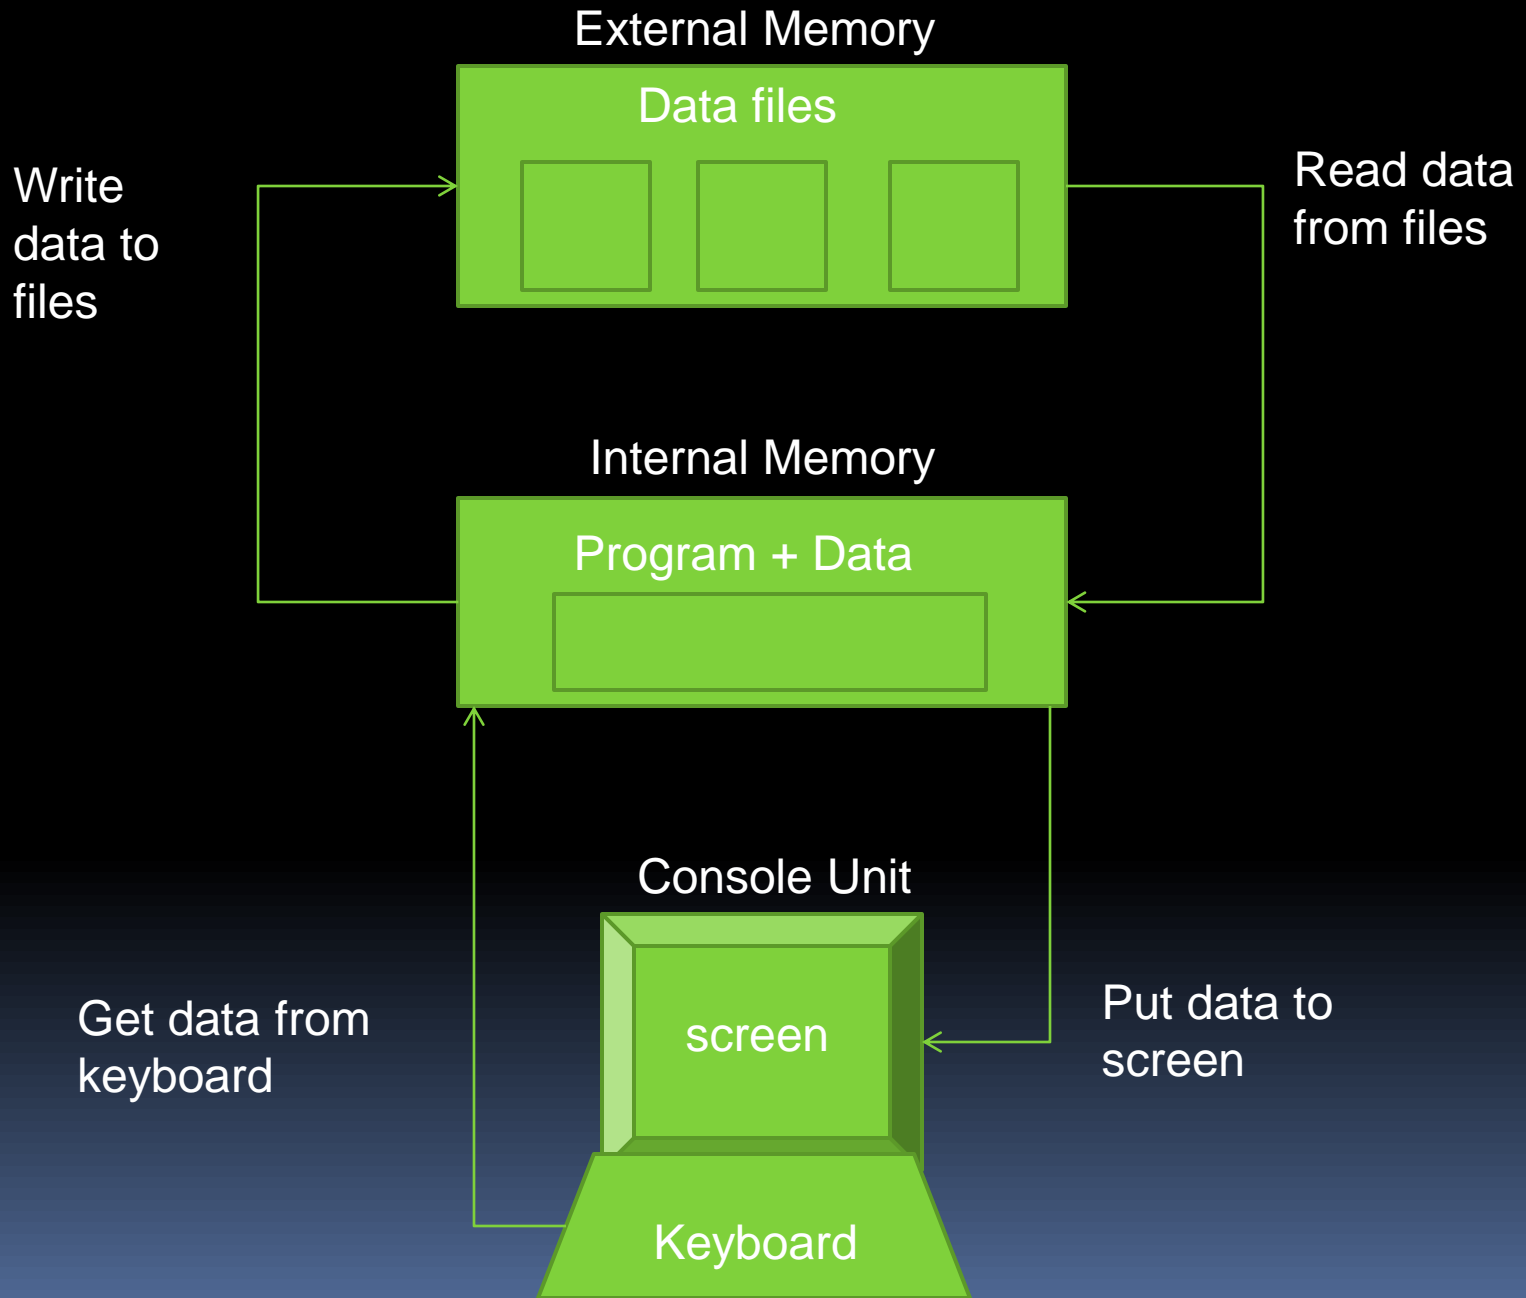 External Memory
Data files
Write
data to
files
Read data
from files
Internal Memory
Program + Data
Console Unit
screen
Get data from
keyboard
Put data to
screen
Keyboard